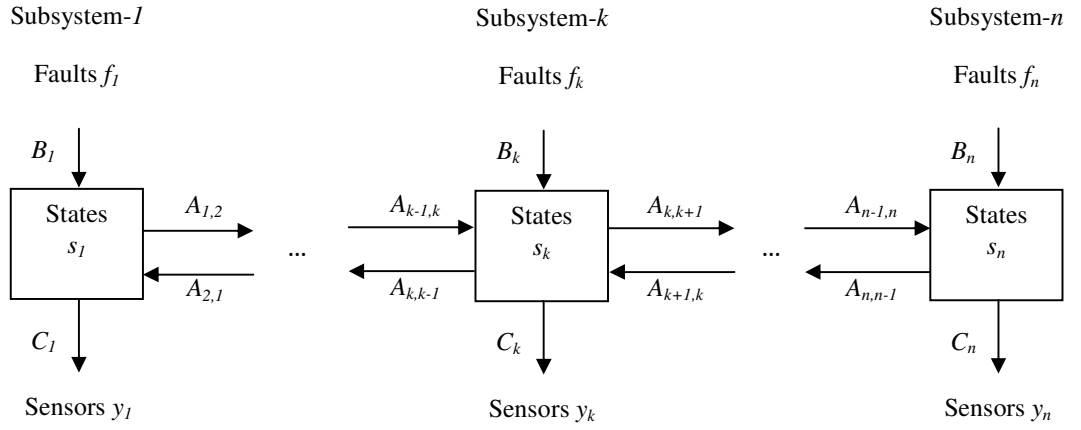 Subsystem-1 Subsystem-k Subsystem-n
Faults f1 Faults fk Faults fn
B1 Bk Bn
States A1,2 Ak-1,k States Ak,k+1 An-1,n States
s1 ... sk ... sn
A2,1 Ak,k-1 Ak+1,k An,n-1
C1 Ck Cn
Sensors y1 Sensors yk Sensors yn